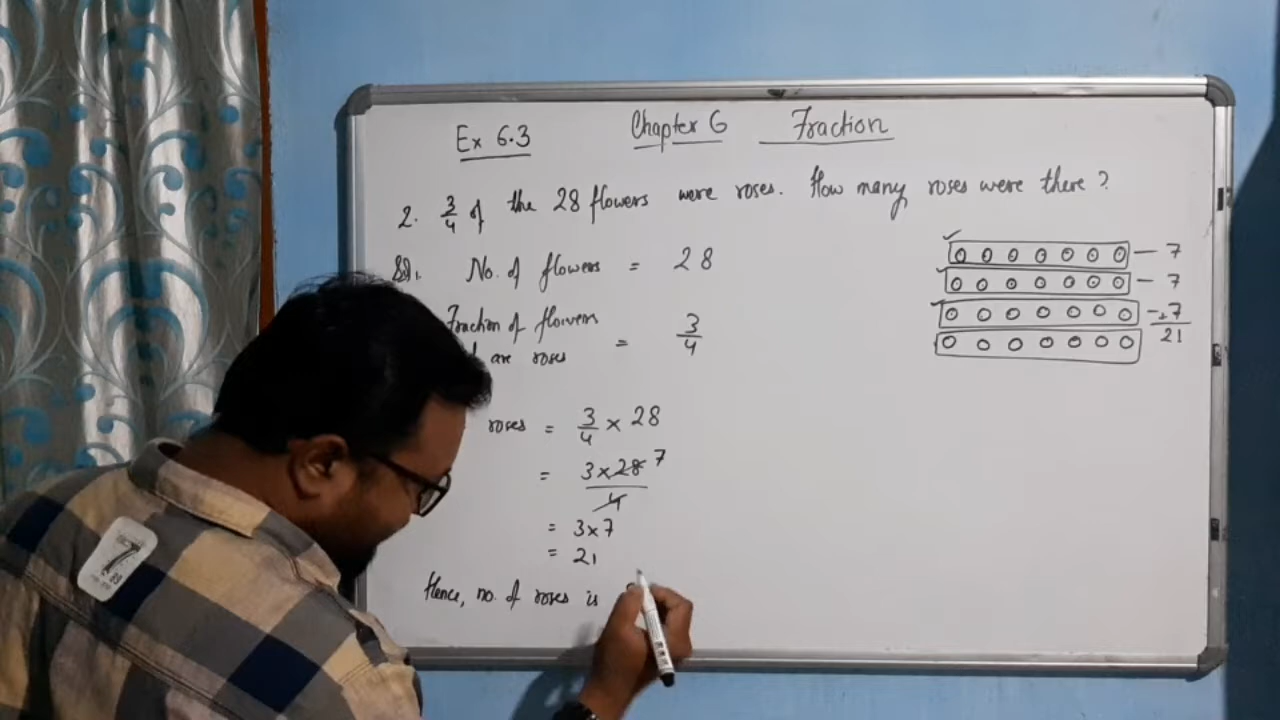 Ex 6.3 Chapter 6 Fraction
2. 3/4 of the 28 flowers were roses. How many roses were there?
Sol. No. of flowers = 28
Fraction of flowers
are roses = 3/4
roses = 3/4 × 28
= 3×28 7 / 4
= 3×7
= 21
Hence, no. of roses is
— 7
— 7
- +7
21
7